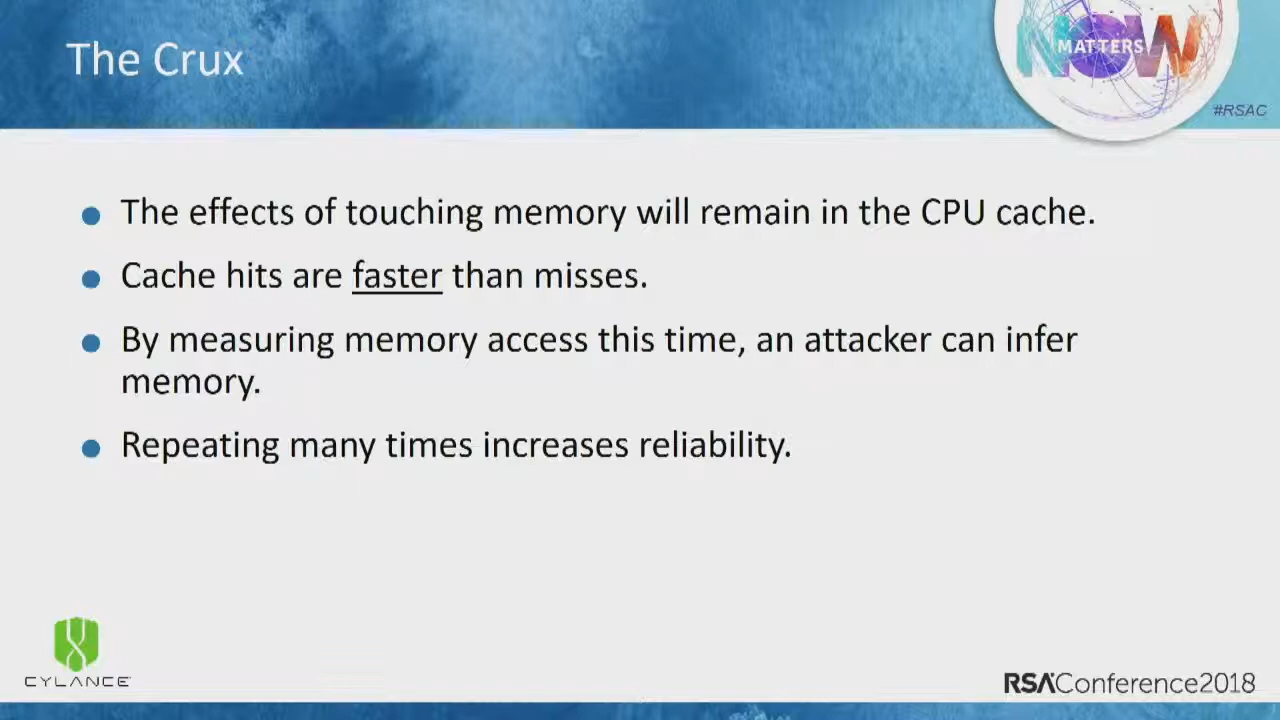 The Crux
NOW
MATTERS
#RSAC
The effects of touching memory will remain in the CPU cache.
Cache hits are faster than misses.
By measuring memory access this time, an attacker can infer
memory.
Repeating many times increases reliability.
CYLANCE
RSAConference2018